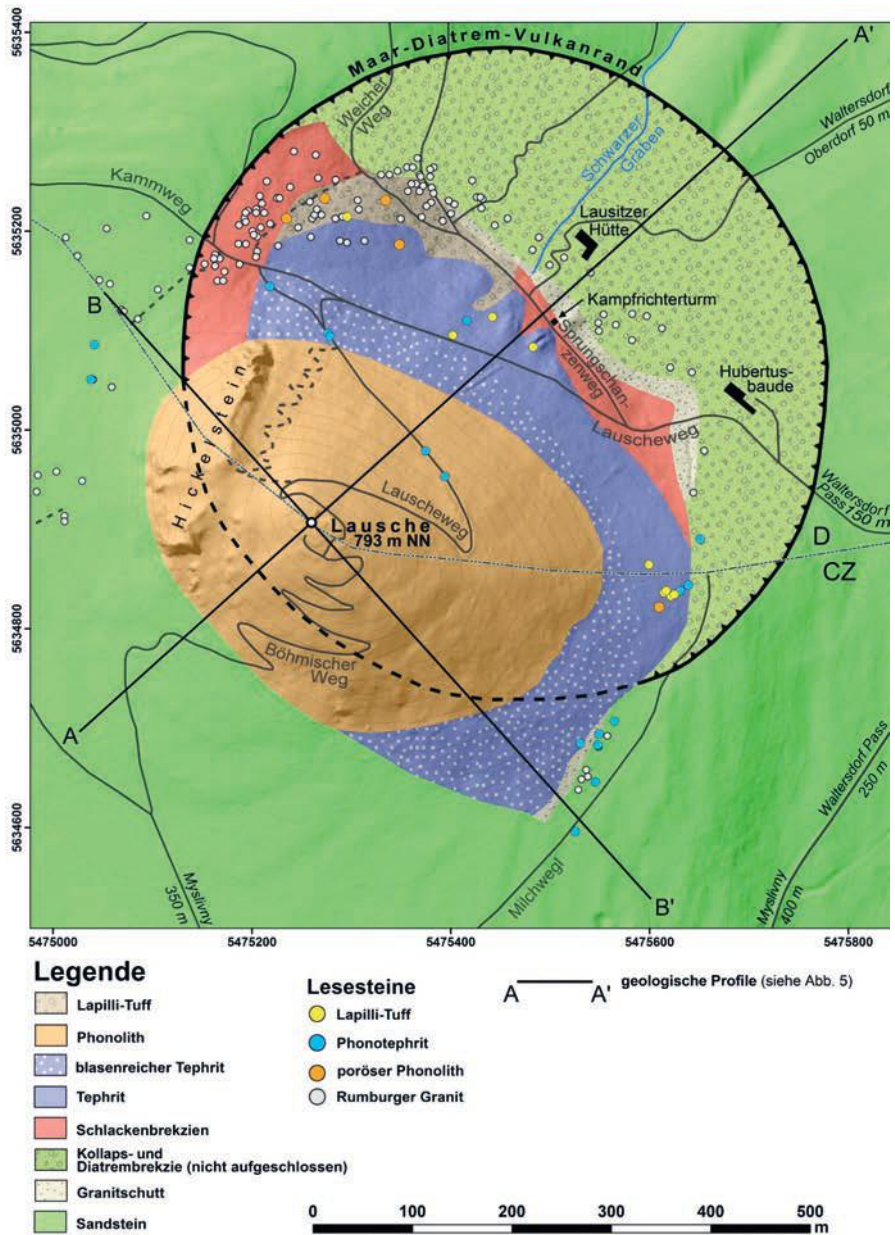 5635400
5635200
5635000
5634800
5634600
Maar-Diatrem-Vulkanrand
A'
Weicher
Weg
Schwarzer
Graben
Waltersdorf
Oberdorf 50 m
Kammweg
Lausitzer
Hütte
B
Kampfrichterturm
Sprungschan-
zenweg
Hubertus-
baude
Hickelstein
Lauscheweg
Lauscheweg
Waltersdorf
Pass 150 m
Lausche
793 m NN
D
CZ
Böhmischer
Weg
A
Waltersdorf Pass
250 m
Milchwegl
Myslivny
350 m
Myslivny
400 m
B'
5475000
5475200
5475400
5475600
5475800
Legende
Lapilli-Tuff
Phonolith
blasenreicher Tephrit
Tephrit
Schlackenbrekzien
Kollaps- und
Diatrembrekzie (nicht aufgeschlossen)
Granitschutt
Sandstein
Lesesteine
Lapilli-Tuff
Phonotephrit
poröser Phonolith
Rumburger Granit
A A' geologische Profile (siehe Abb. 5)
0 100 200 300 400 500
m